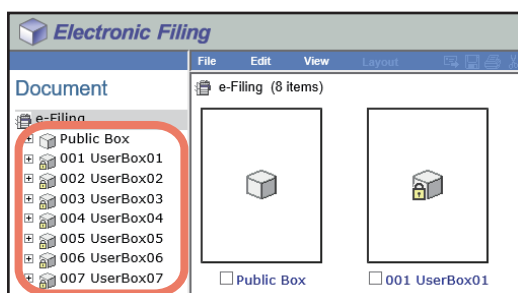 Electronic Filing
File Edit View Layout
Document
e-Filing (8 items)
e-Filing
Public Box
001 UserBox01
002 UserBox02
003 UserBox03
004 UserBox04
005 UserBox05
006 UserBox06
007 UserBox07
Public Box
001 UserBox01